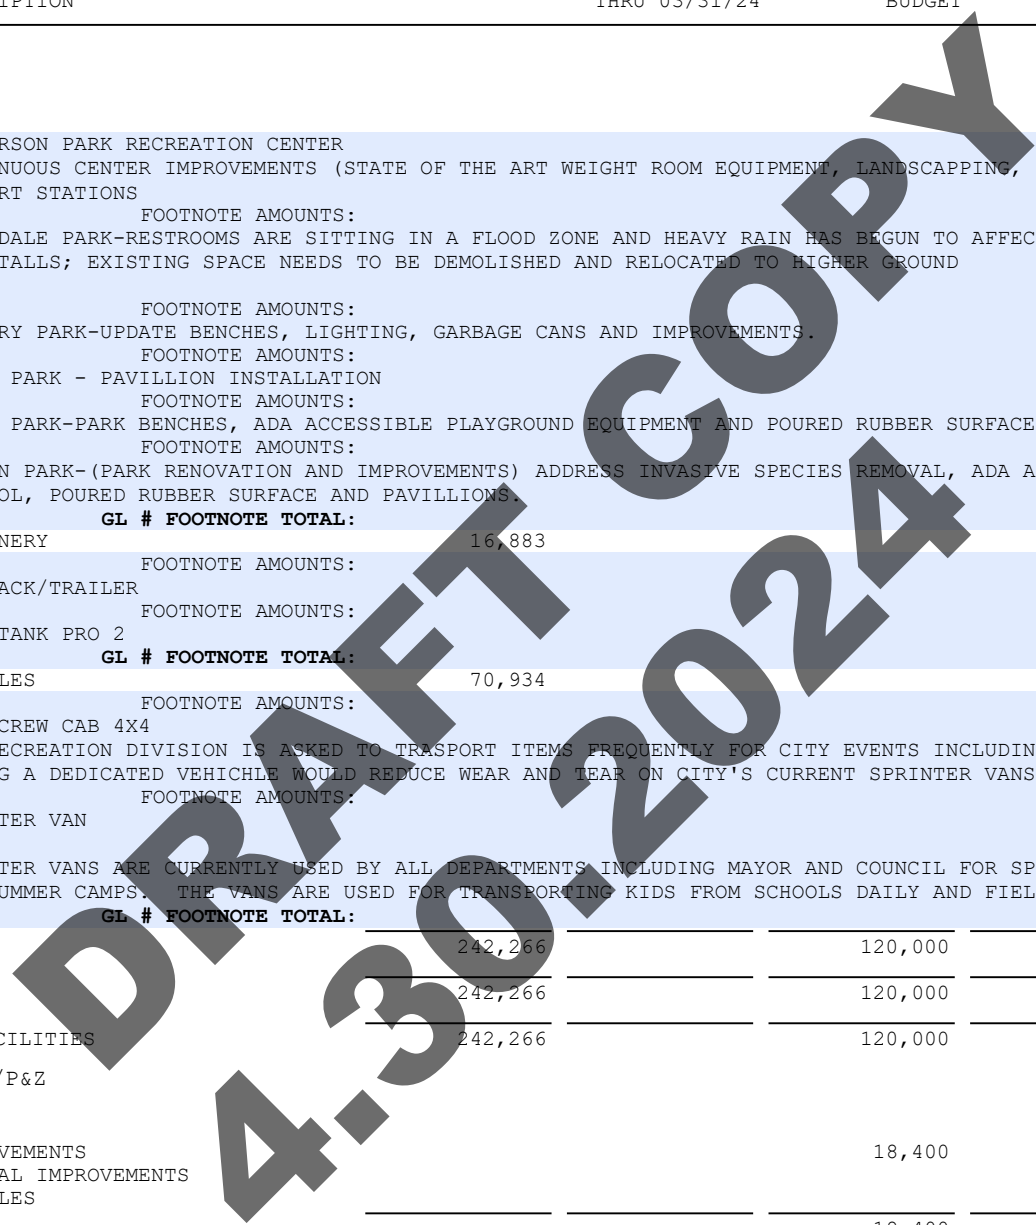 IPTION THRU 03/31/24 BUDGET
RSON PARK RECREATION CENTER
NUOUS CENTER IMPROVEMENTS (STATE OF THE ART WEIGHT ROOM EQUIPMENT, LANDSCAPPING,
RT STATIONS
FOOTNOTE AMOUNTS:
DALE PARK-RESTROOMS ARE SITTING IN A FLOOD ZONE AND HEAVY RAIN HAS BEGUN TO AFFEC
TALLS; EXISTING SPACE NEEDS TO BE DEMOLISHED AND RELOCATED TO HIGHER GROUND
FOOTNOTE AMOUNTS:
RY PARK-UPDATE BENCHES, LIGHTING, GARBAGE CANS AND IMPROVEMENTS.
FOOTNOTE AMOUNTS:
PARK - PAVILLION INSTALLATION
FOOTNOTE AMOUNTS:
PARK-PARK BENCHES, ADA ACCESSIBLE PLAYGROUND EQUIPMENT AND POURED RUBBER SURFACE
FOOTNOTE AMOUNTS:
N PARK-(PARK RENOVATION AND IMPROVEMENTS) ADDRESS INVASIVE SPECIES REMOVAL, ADA A
OL, POURED RUBBER SURFACE AND PAVILLIONS.
GL # FOOTNOTE TOTAL:
NERY 16,883
FOOTNOTE AMOUNTS:
ACK/TRAILER
FOOTNOTE AMOUNTS:
TANK PRO 2
GL # FOOTNOTE TOTAL:
LES 70,934
FOOTNOTE AMOUNTS:
CREW CAB 4X4
ECREATION DIVISION IS ASKED TO TRASPORT ITEMS FREQUENTLY FOR CITY EVENTS INCLUDIN
G A DEDICATED VEHICHLE WOULD REDUCE WEAR AND TEAR ON CITY'S CURRENT SPRINTER VANS
FOOTNOTE AMOUNTS:
TER VAN
TER VANS ARE CURRENTLY USED BY ALL DEPARTMENTS INCLUDING MAYOR AND COUNCIL FOR SP
UMMER CAMPS. THE VANS ARE USED FOR TRANSPORTING KIDS FROM SCHOOLS DAILY AND FIEL
GL # FOOTNOTE TOTAL:
242,266 120,000
242,266 120,000
CILITIES 242,266 120,000
/P&Z
VEMENTS 18,400
AL IMPROVEMENTS
LES
18,400
DRAFT COPY
4.30.2024